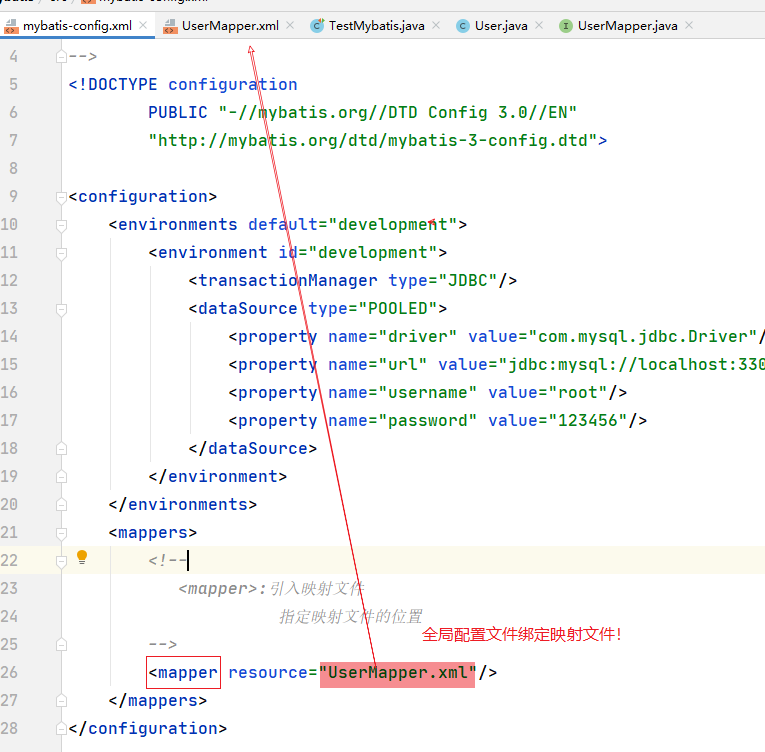 mybatis-config.xml
mybatis-config.xml UserMapper.xml TestMybatis.java User.java UserMapper.java
4 -->
5 <!DOCTYPE configuration
6 PUBLIC "-//mybatis.org//DTD Config 3.0//EN"
7 "http://mybatis.org/dtd/mybatis-3-config.dtd">
8
9 <configuration>
10 <environments default="development">
11 <environment id="development">
12 <transactionManager type="JDBC"/>
13 <dataSource type="POOLED">
14 <property name="driver" value="com.mysql.jdbc.Driver"/
15 <property name="url" value="jdbc:mysql://localhost:330
16 <property name="username" value="root"/>
17 <property name="password" value="123456"/>
18 </dataSource>
19 </environment>
20 </environments>
21 <mappers>
22 <!--
23 <mapper>:引入映射文件
24 指定映射文件的位置
全局配置文件绑定映射文件!
25 -->
26 <mapper resource="UserMapper.xml"/>
27 </mappers>
28 </configuration>